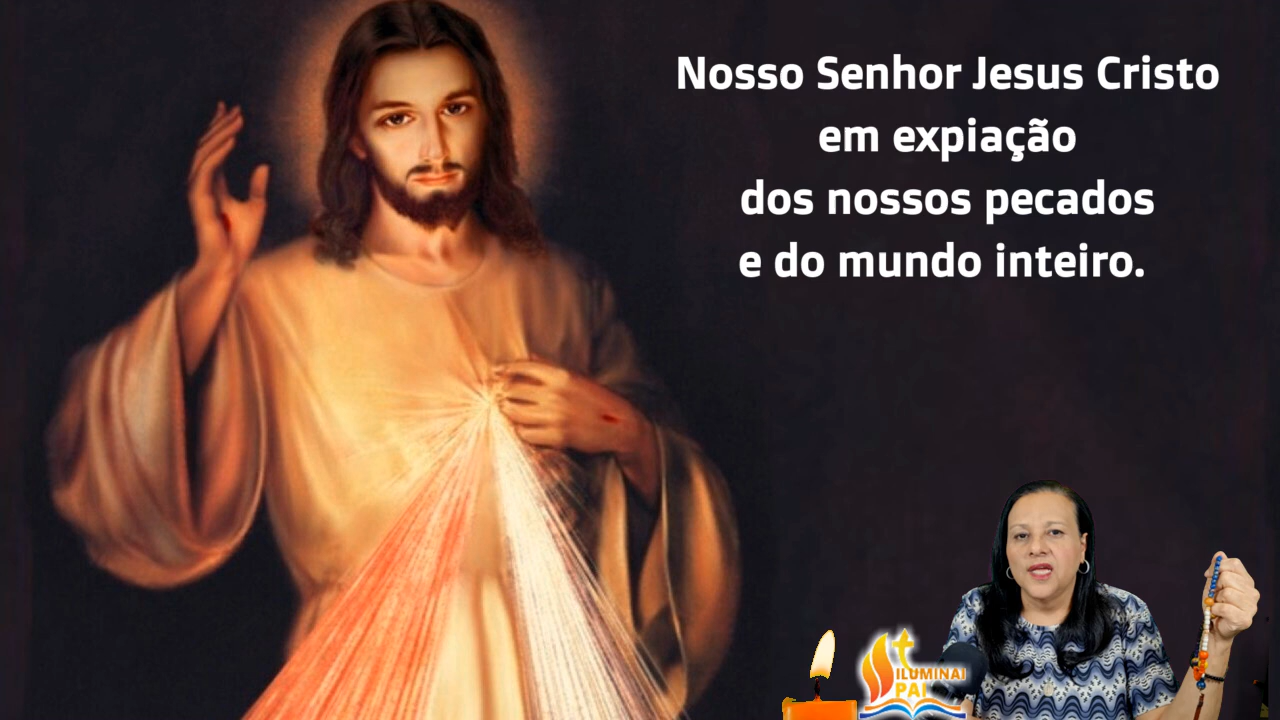 Nosso Senhor Jesus Cristo
em expiação
dos nossos pecados
e do mundo inteiro.
ILUMINAI
PAI